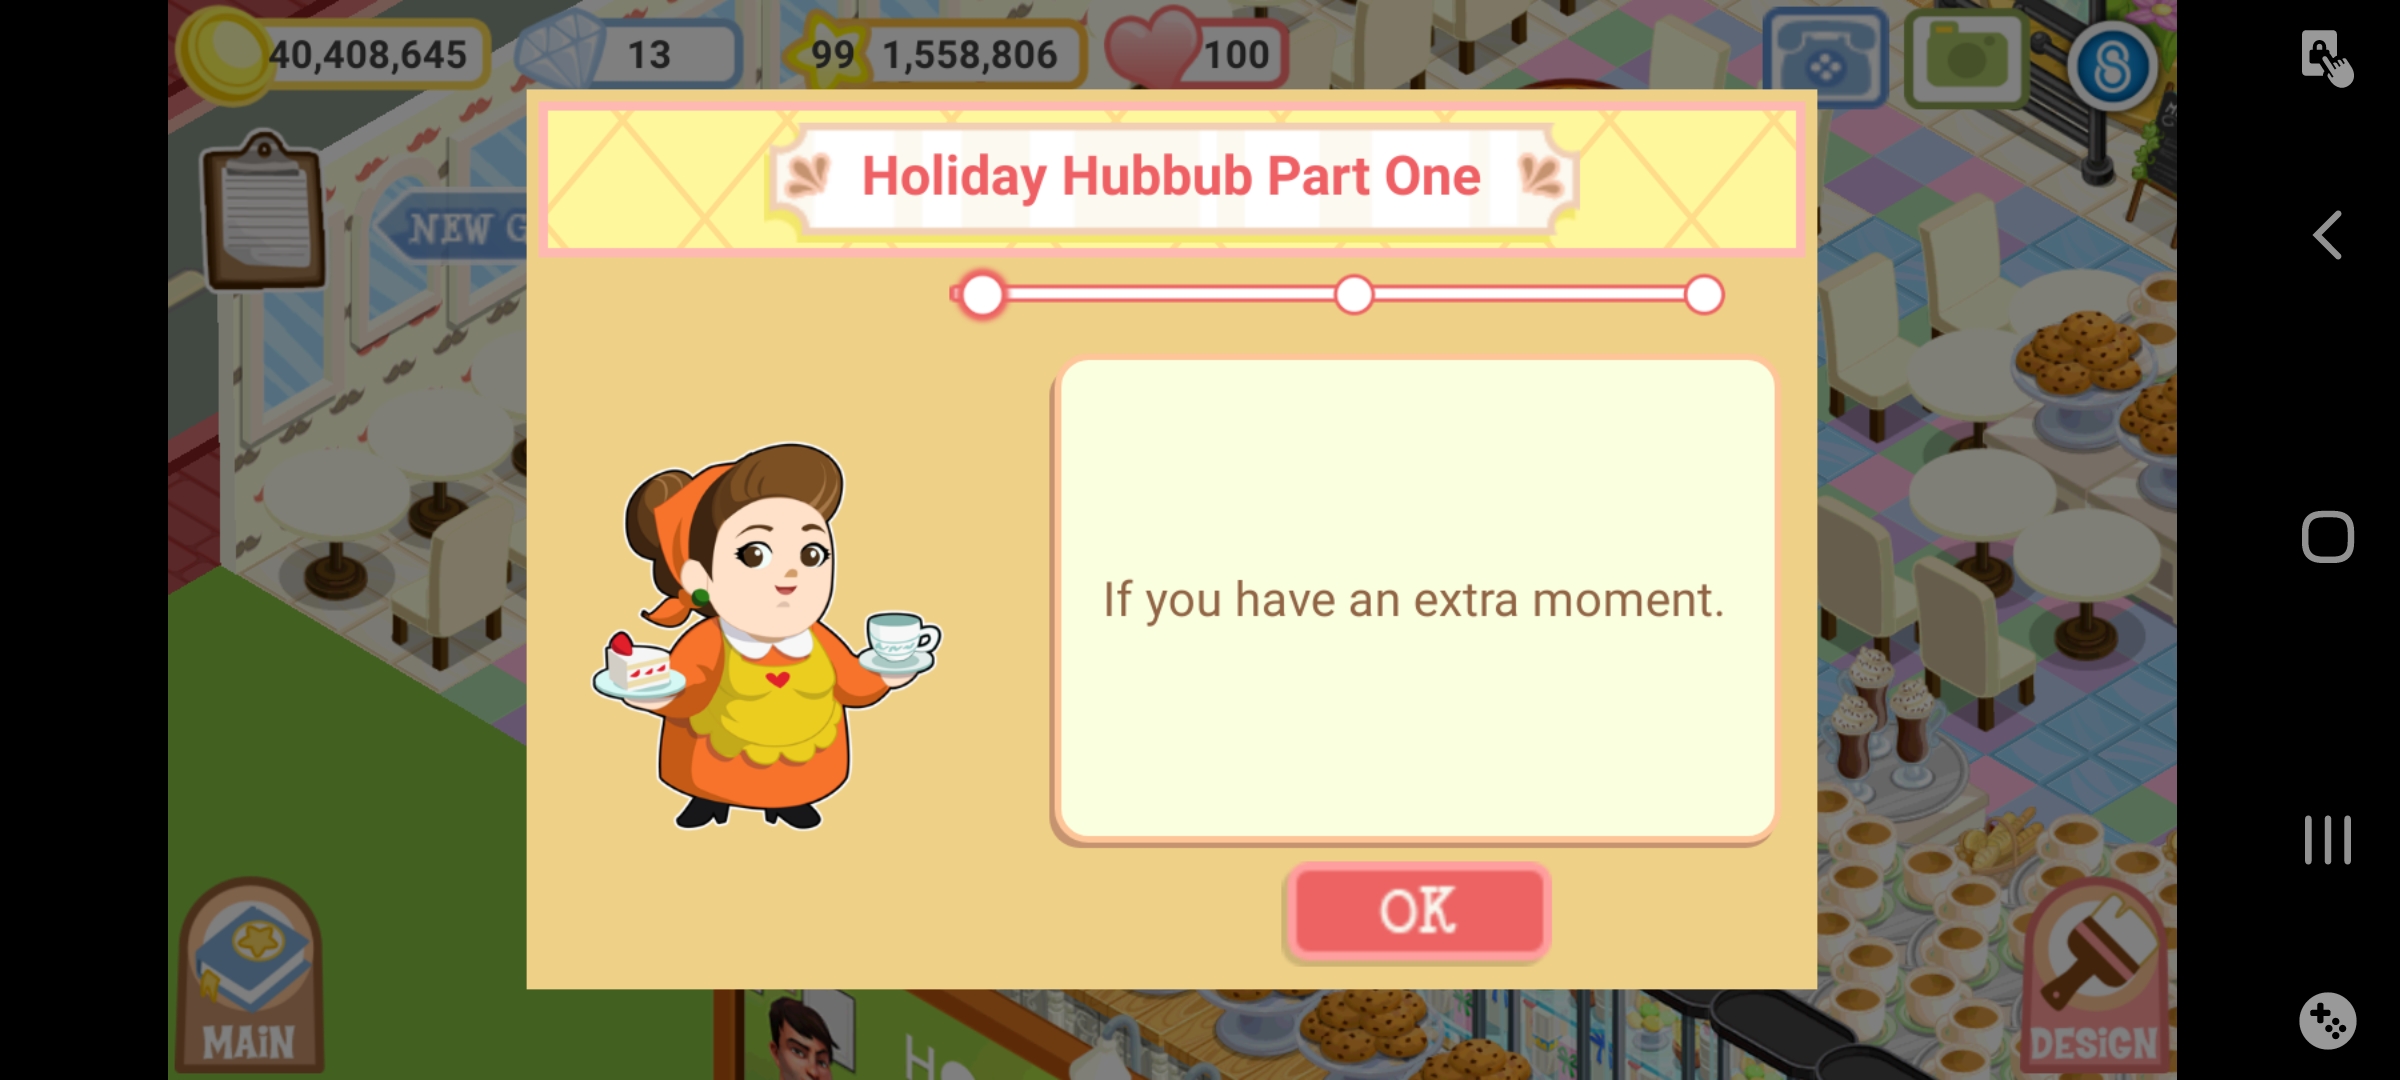 40,408,645 13 99 1,558,806 100
Holiday Hubbub Part One
NEW
If you have an extra moment.
OK
MAiN
DESiGN